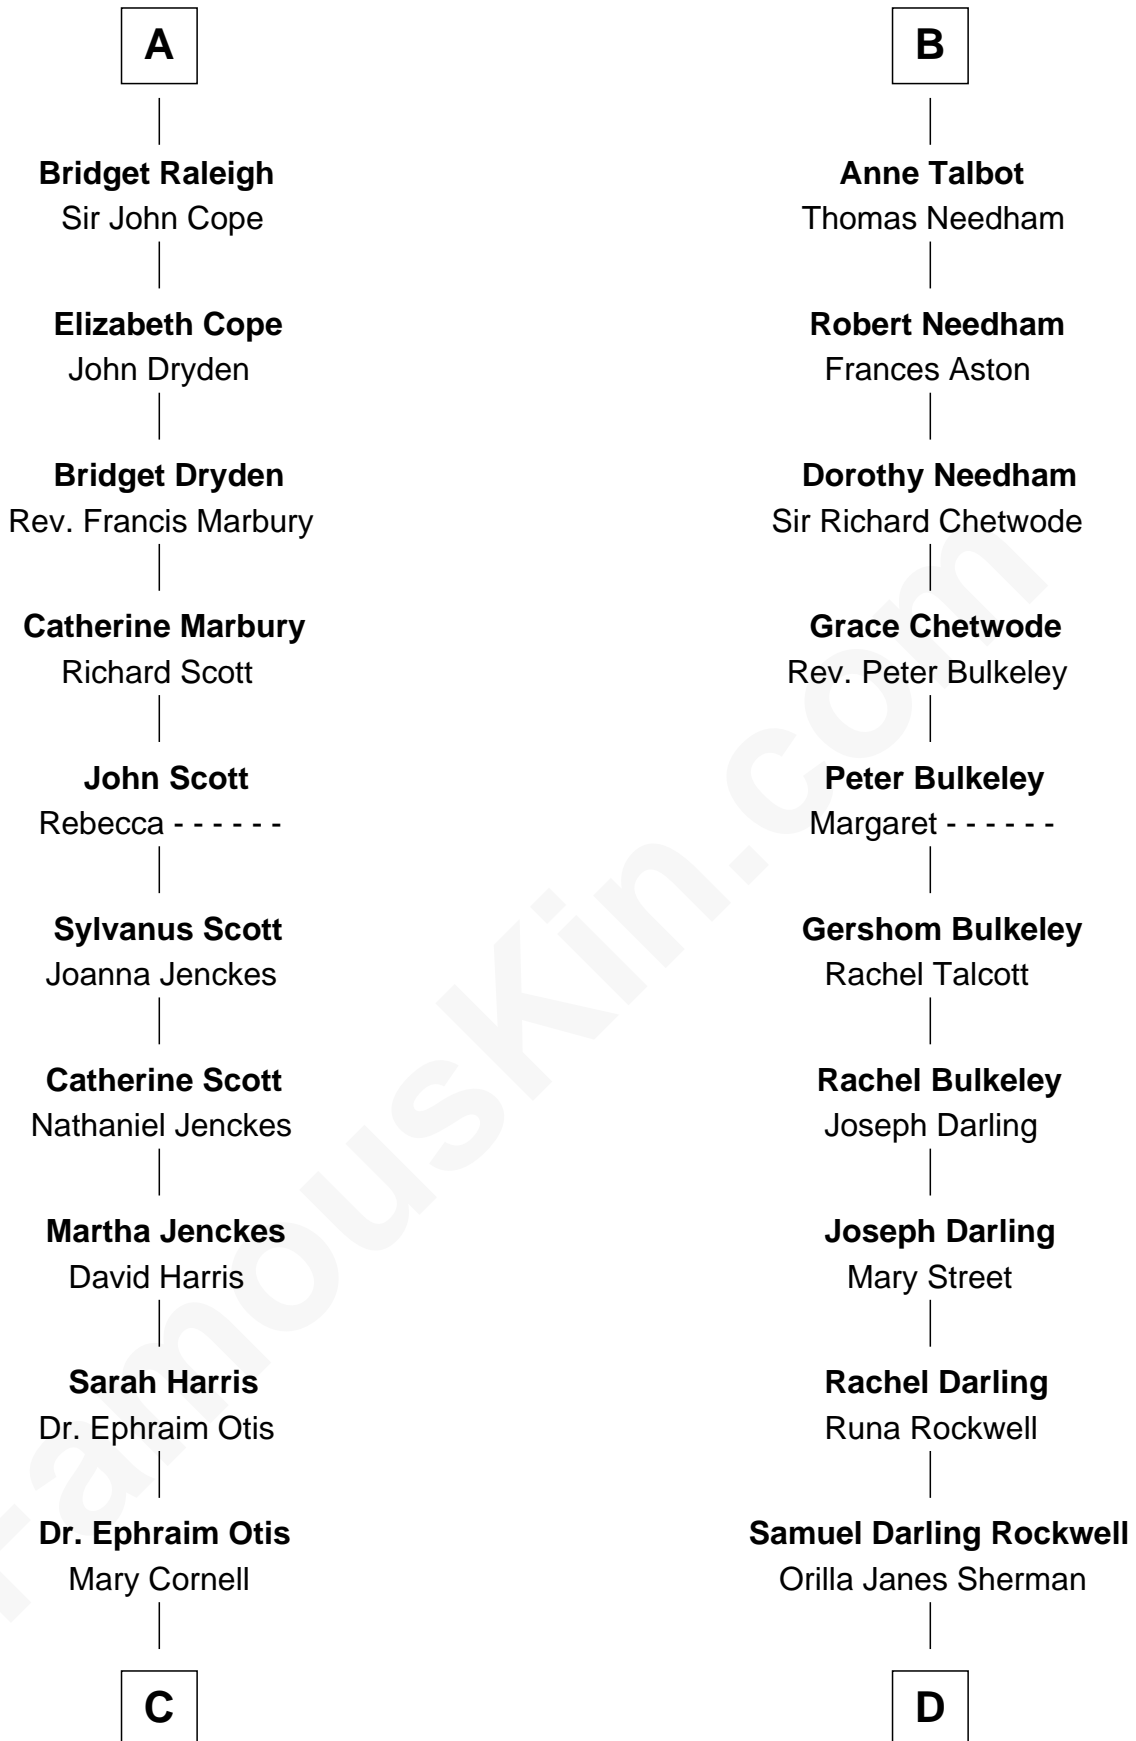 A
Bridget Raleigh
Sir John Cope
Elizabeth Cope
John Dryden
Bridget Dryden
Rev. Francis Marbury
Catherine Marbury
Richard Scott
John Scott
Rebecca - - - - - -
Sylvanus Scott
Joanna Jenckes
Catherine Scott
Nathaniel Jenckes
Martha Jenckes
David Harris
Sarah Harris
Dr. Ephraim Otis
Dr. Ephraim Otis
Mary Cornell
C
B
Anne Talbot
Thomas Needham
Robert Needham
Frances Aston
Dorothy Needham
Sir Richard Chetwode
Grace Chetwode
Rev. Peter Bulkeley
Peter Bulkeley
Margaret - - - - - -
Gershom Bulkeley
Rachel Talcott
Rachel Bulkeley
Joseph Darling
Joseph Darling
Mary Street
Rachel Darling
Runa Rockwell
Samuel Darling Rockwell
Orilla Janes Sherman
D
FamousKin.com